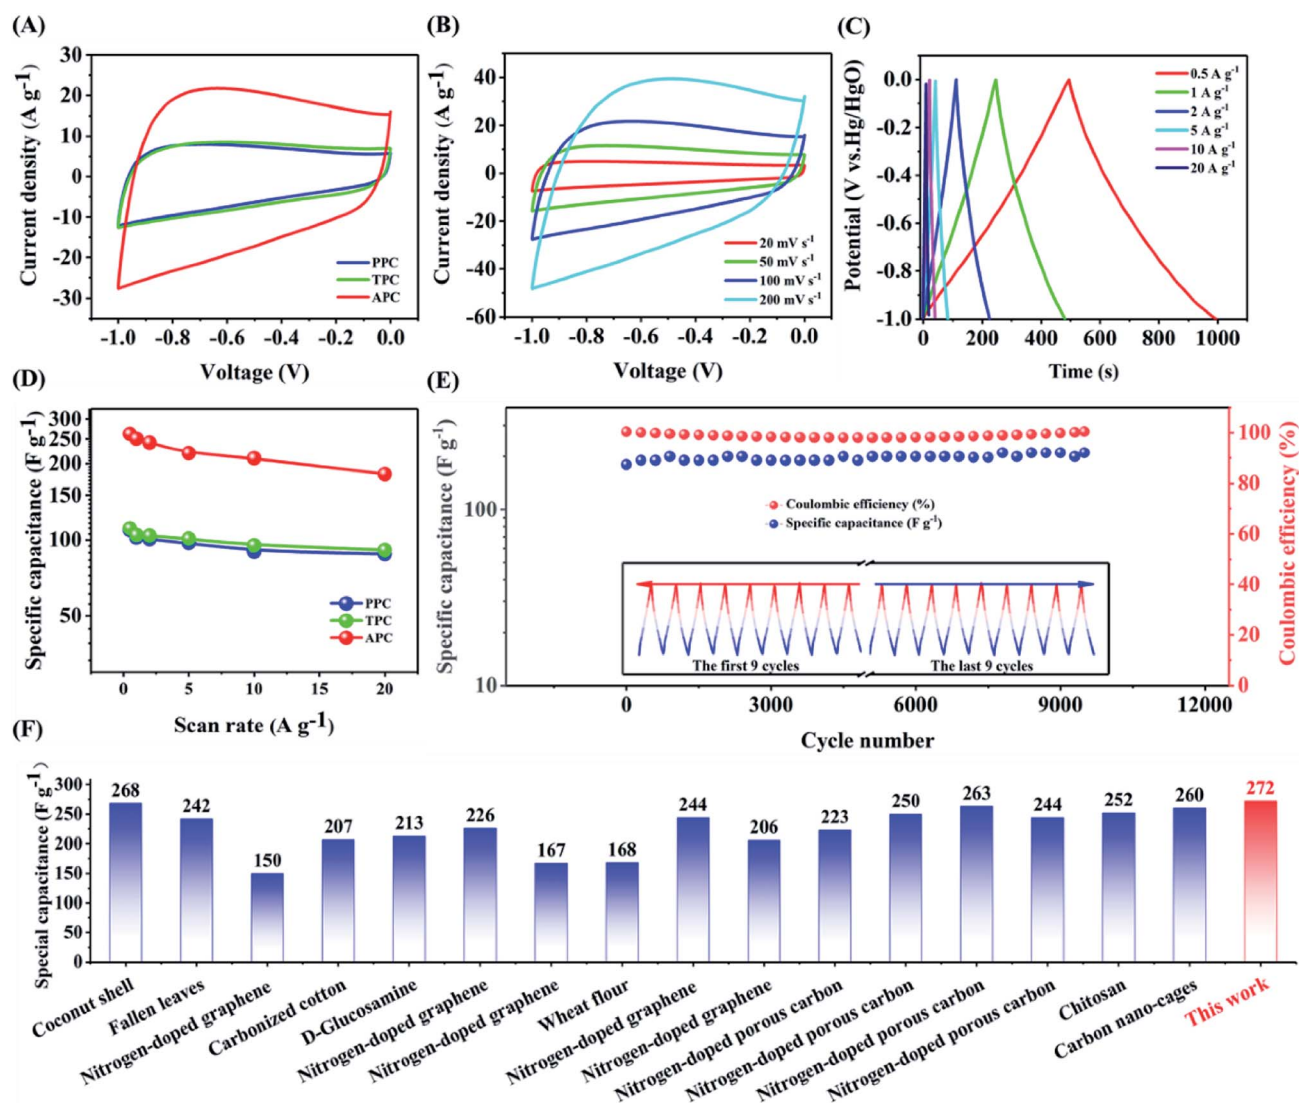 (A)
Current density (A g-1)
30
20
10
0
-10
-20
-30
PPC
TPC
APC
-1.0 -0.8 -0.6 -0.4 -0.2 0.0
Voltage (V)
(B)
Current density (A g-1)
40
20
0
-20
-40
-60
20 mV s-1
50 mV s-1
100 mV s-1
200 mV s-1
-1.0 -0.8 -0.6 -0.4 -0.2 0.0
Voltage (V)
(C)
Potential (V vs.Hg/HgO)
0.0
-0.2
-0.4
-0.6
-0.8
-1.0
0.5 A g-1
1 A g-1
2 A g-1
5 A g-1
10 A g-1
20 A g-1
0 200 400 600 800 1000
Time (s)
(D)
Specific capacitance (F g-1)
300
250
200
150
100
50
PPC
TPC
APC
0 5 10 15 20
Scan rate (A g-1)
(E)
Specific capacitance (F g-1)
100
10
Coulombic efficiency (%)
Specific capacitance (F g-1)
The first 9 cycles
The last 9 cycles
100
80
60
40
20
0
Coulombic efficiency (%)
0 3000 6000 9000 12000
Cycle number
(F)
Special capacitance (F g-1)
300
250
200
150
100
50
0
268 242 150 207 213 226 167 168 244 206 223 250 263 244 252 260 272
Coconut shell
Fallen leaves
Nitrogen-doped graphene
Carbonized cotton
D-Glucosamine
Nitrogen-doped graphene
Nitrogen-doped graphene
Wheat flour
Nitrogen-doped graphene
Nitrogen-doped graphene
Nitrogen-doped porous carbon
Nitrogen-doped porous carbon
Nitrogen-doped porous carbon
Nitrogen-doped porous carbon
Chitosan
Carbon nano-cages
This work